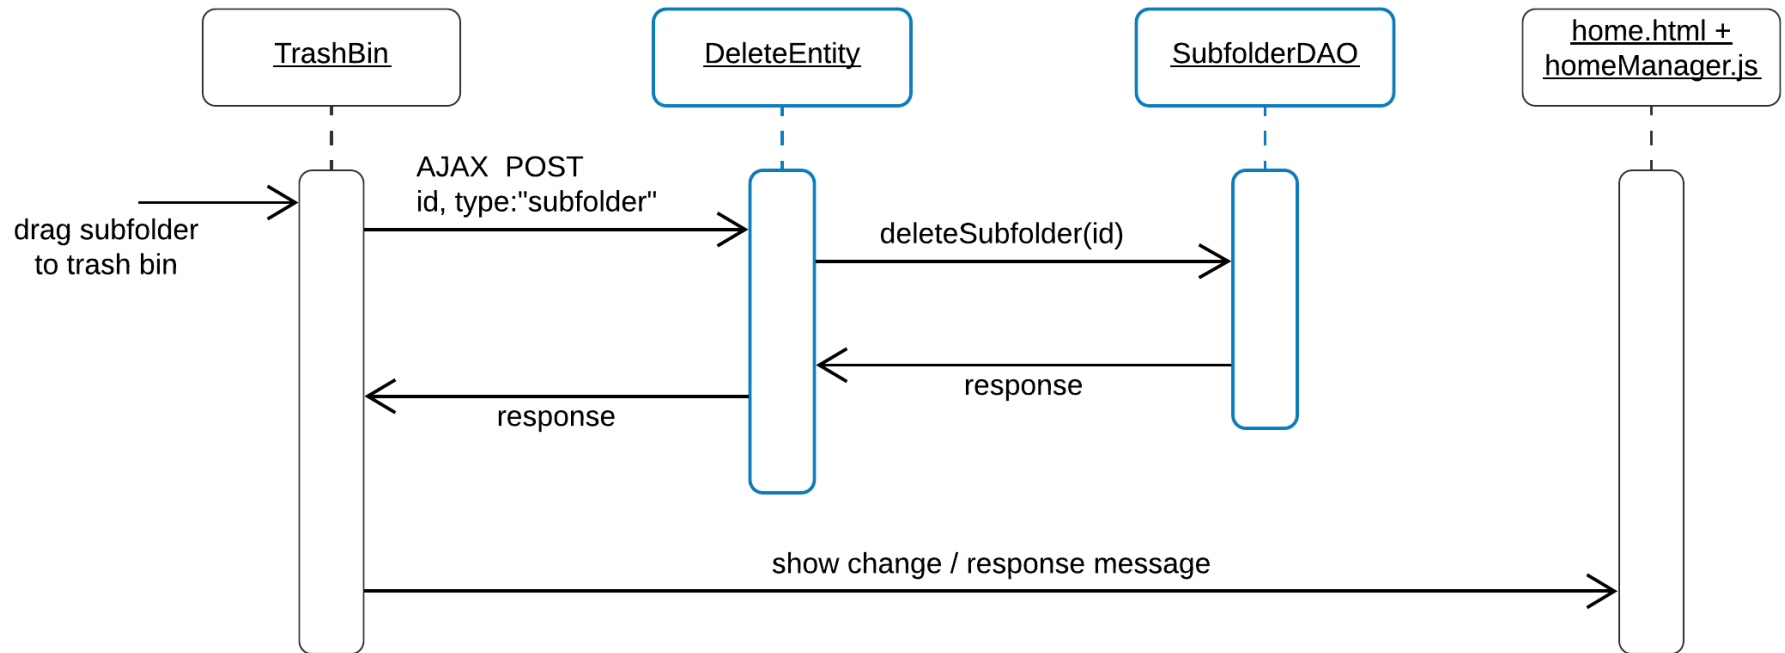 TrashBin
DeleteEntity
SubfolderDAO
home.html +
homeManager.js
AJAX  POST
id, type:"subfolder"
drag subfolder
to trash bin
deleteSubfolder(id)
response
response
show change / response message